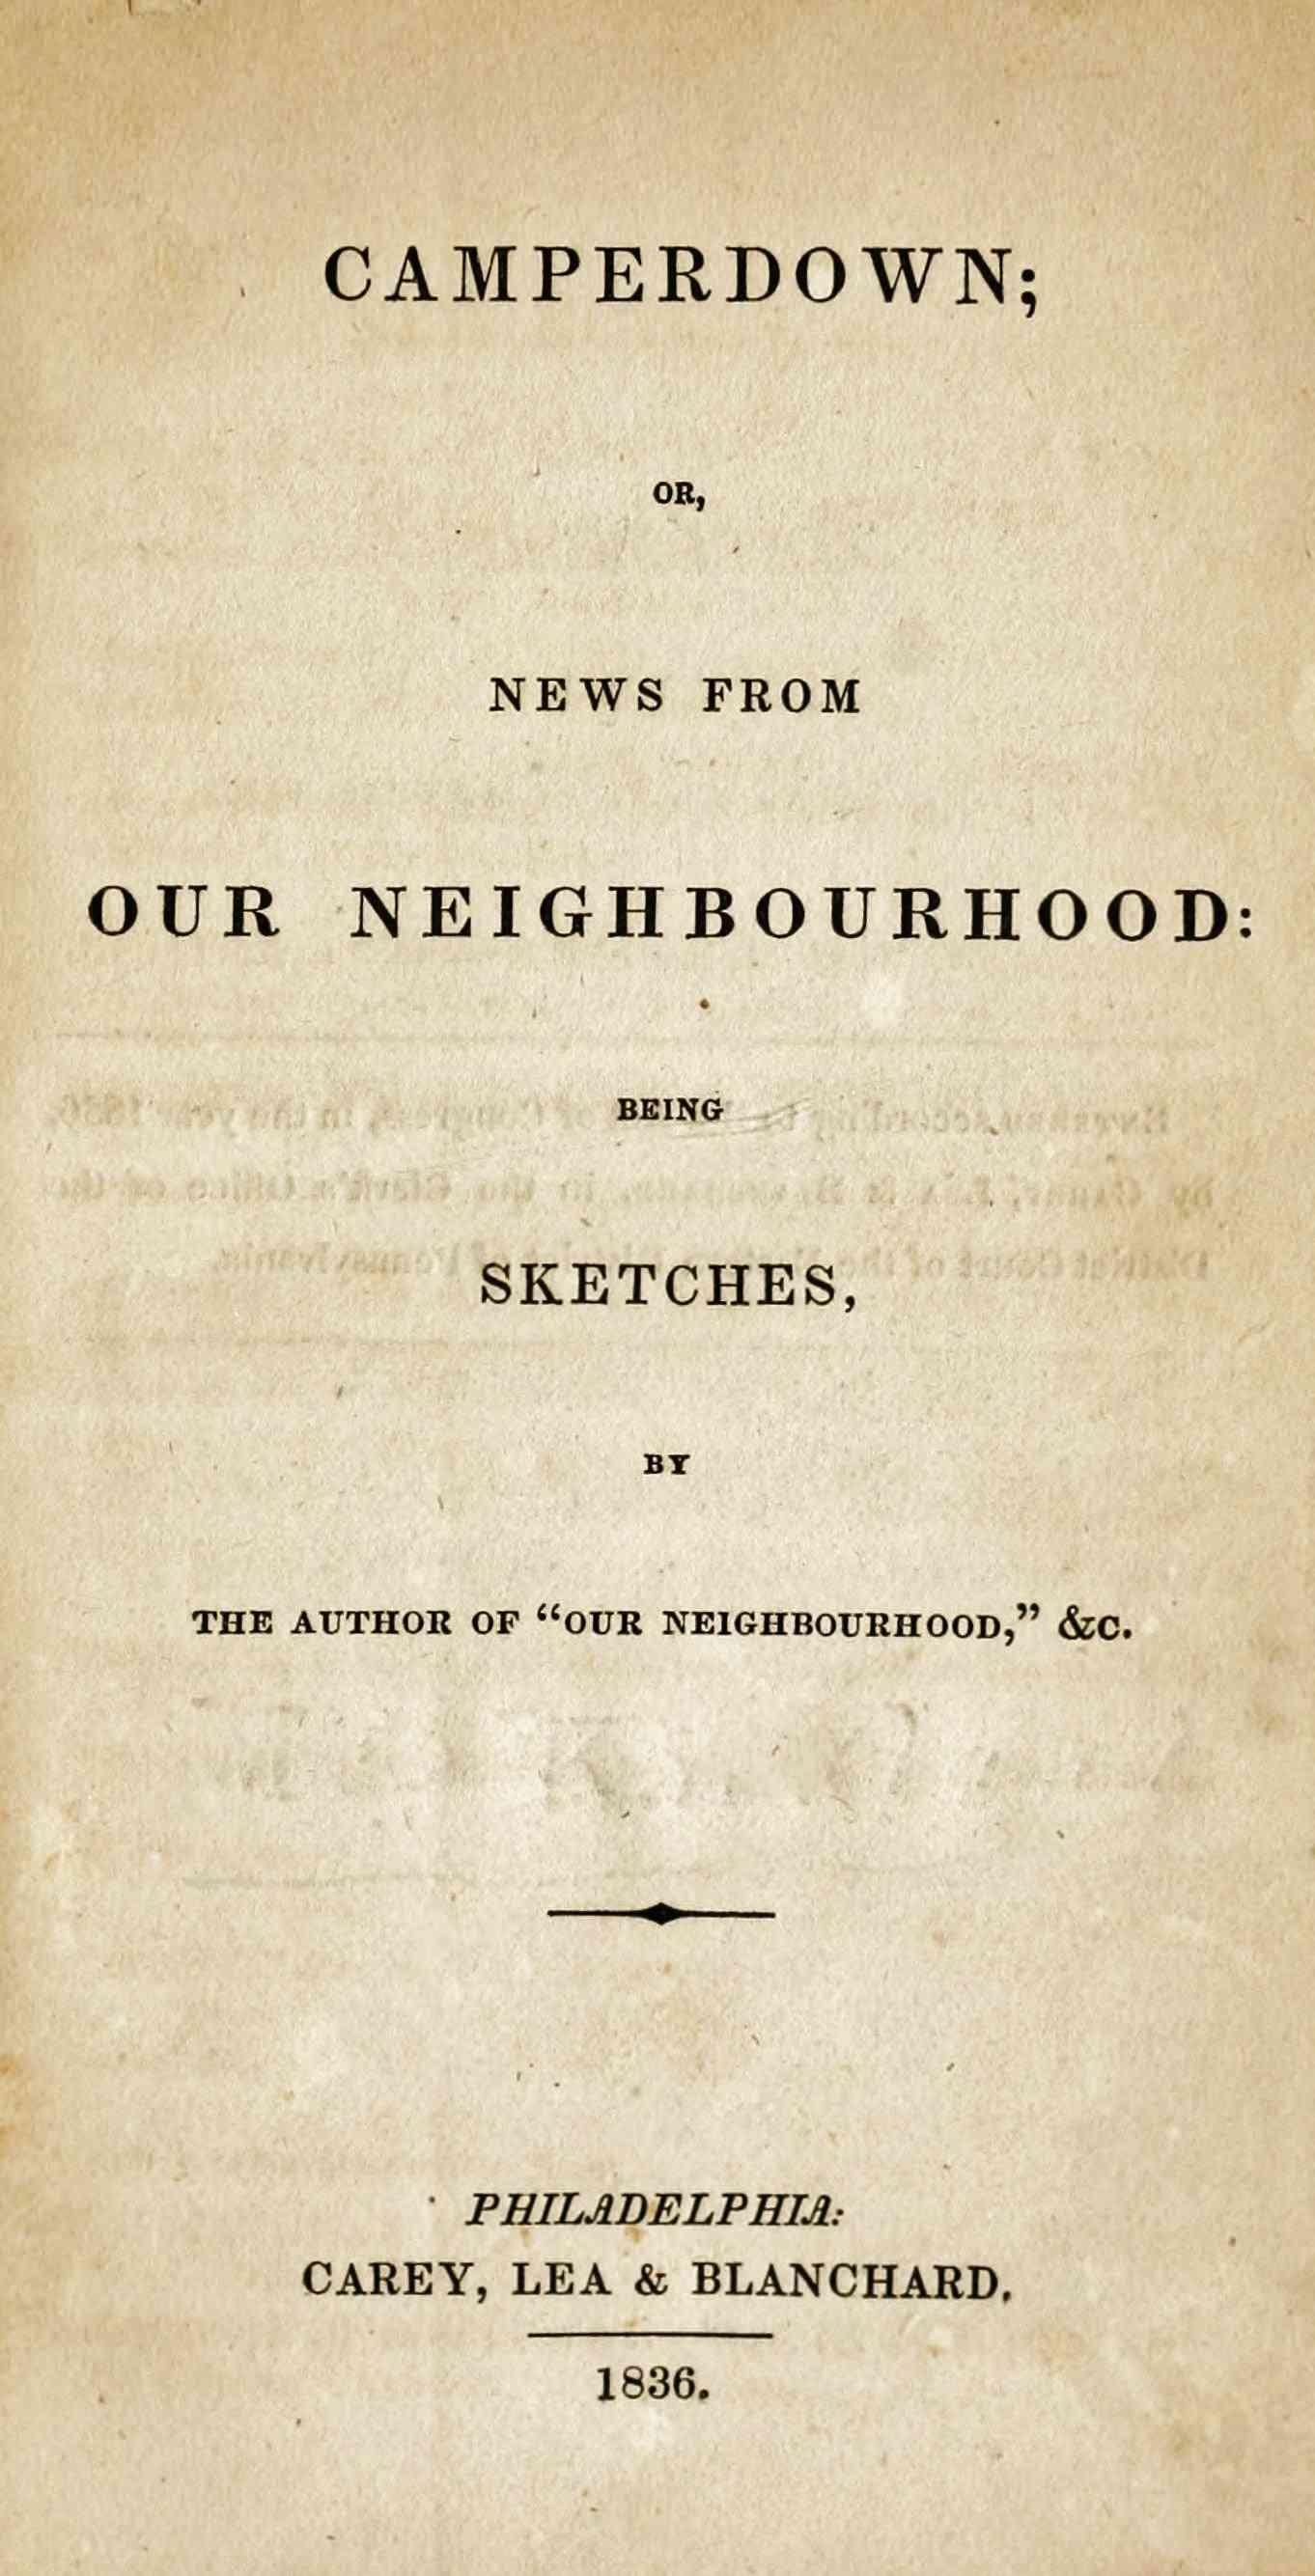 CAMPERDOWN;
OR,
NEWS FROM
OUR NEIGHBOURHOOD:
BEING
SKETCHES,
BY
THE AUTHOR OF “OUR NEIGHBOURHOOD,” &C.
PHILADELPHIA:
CAREY, LEA & BLANCHARD.
1836.